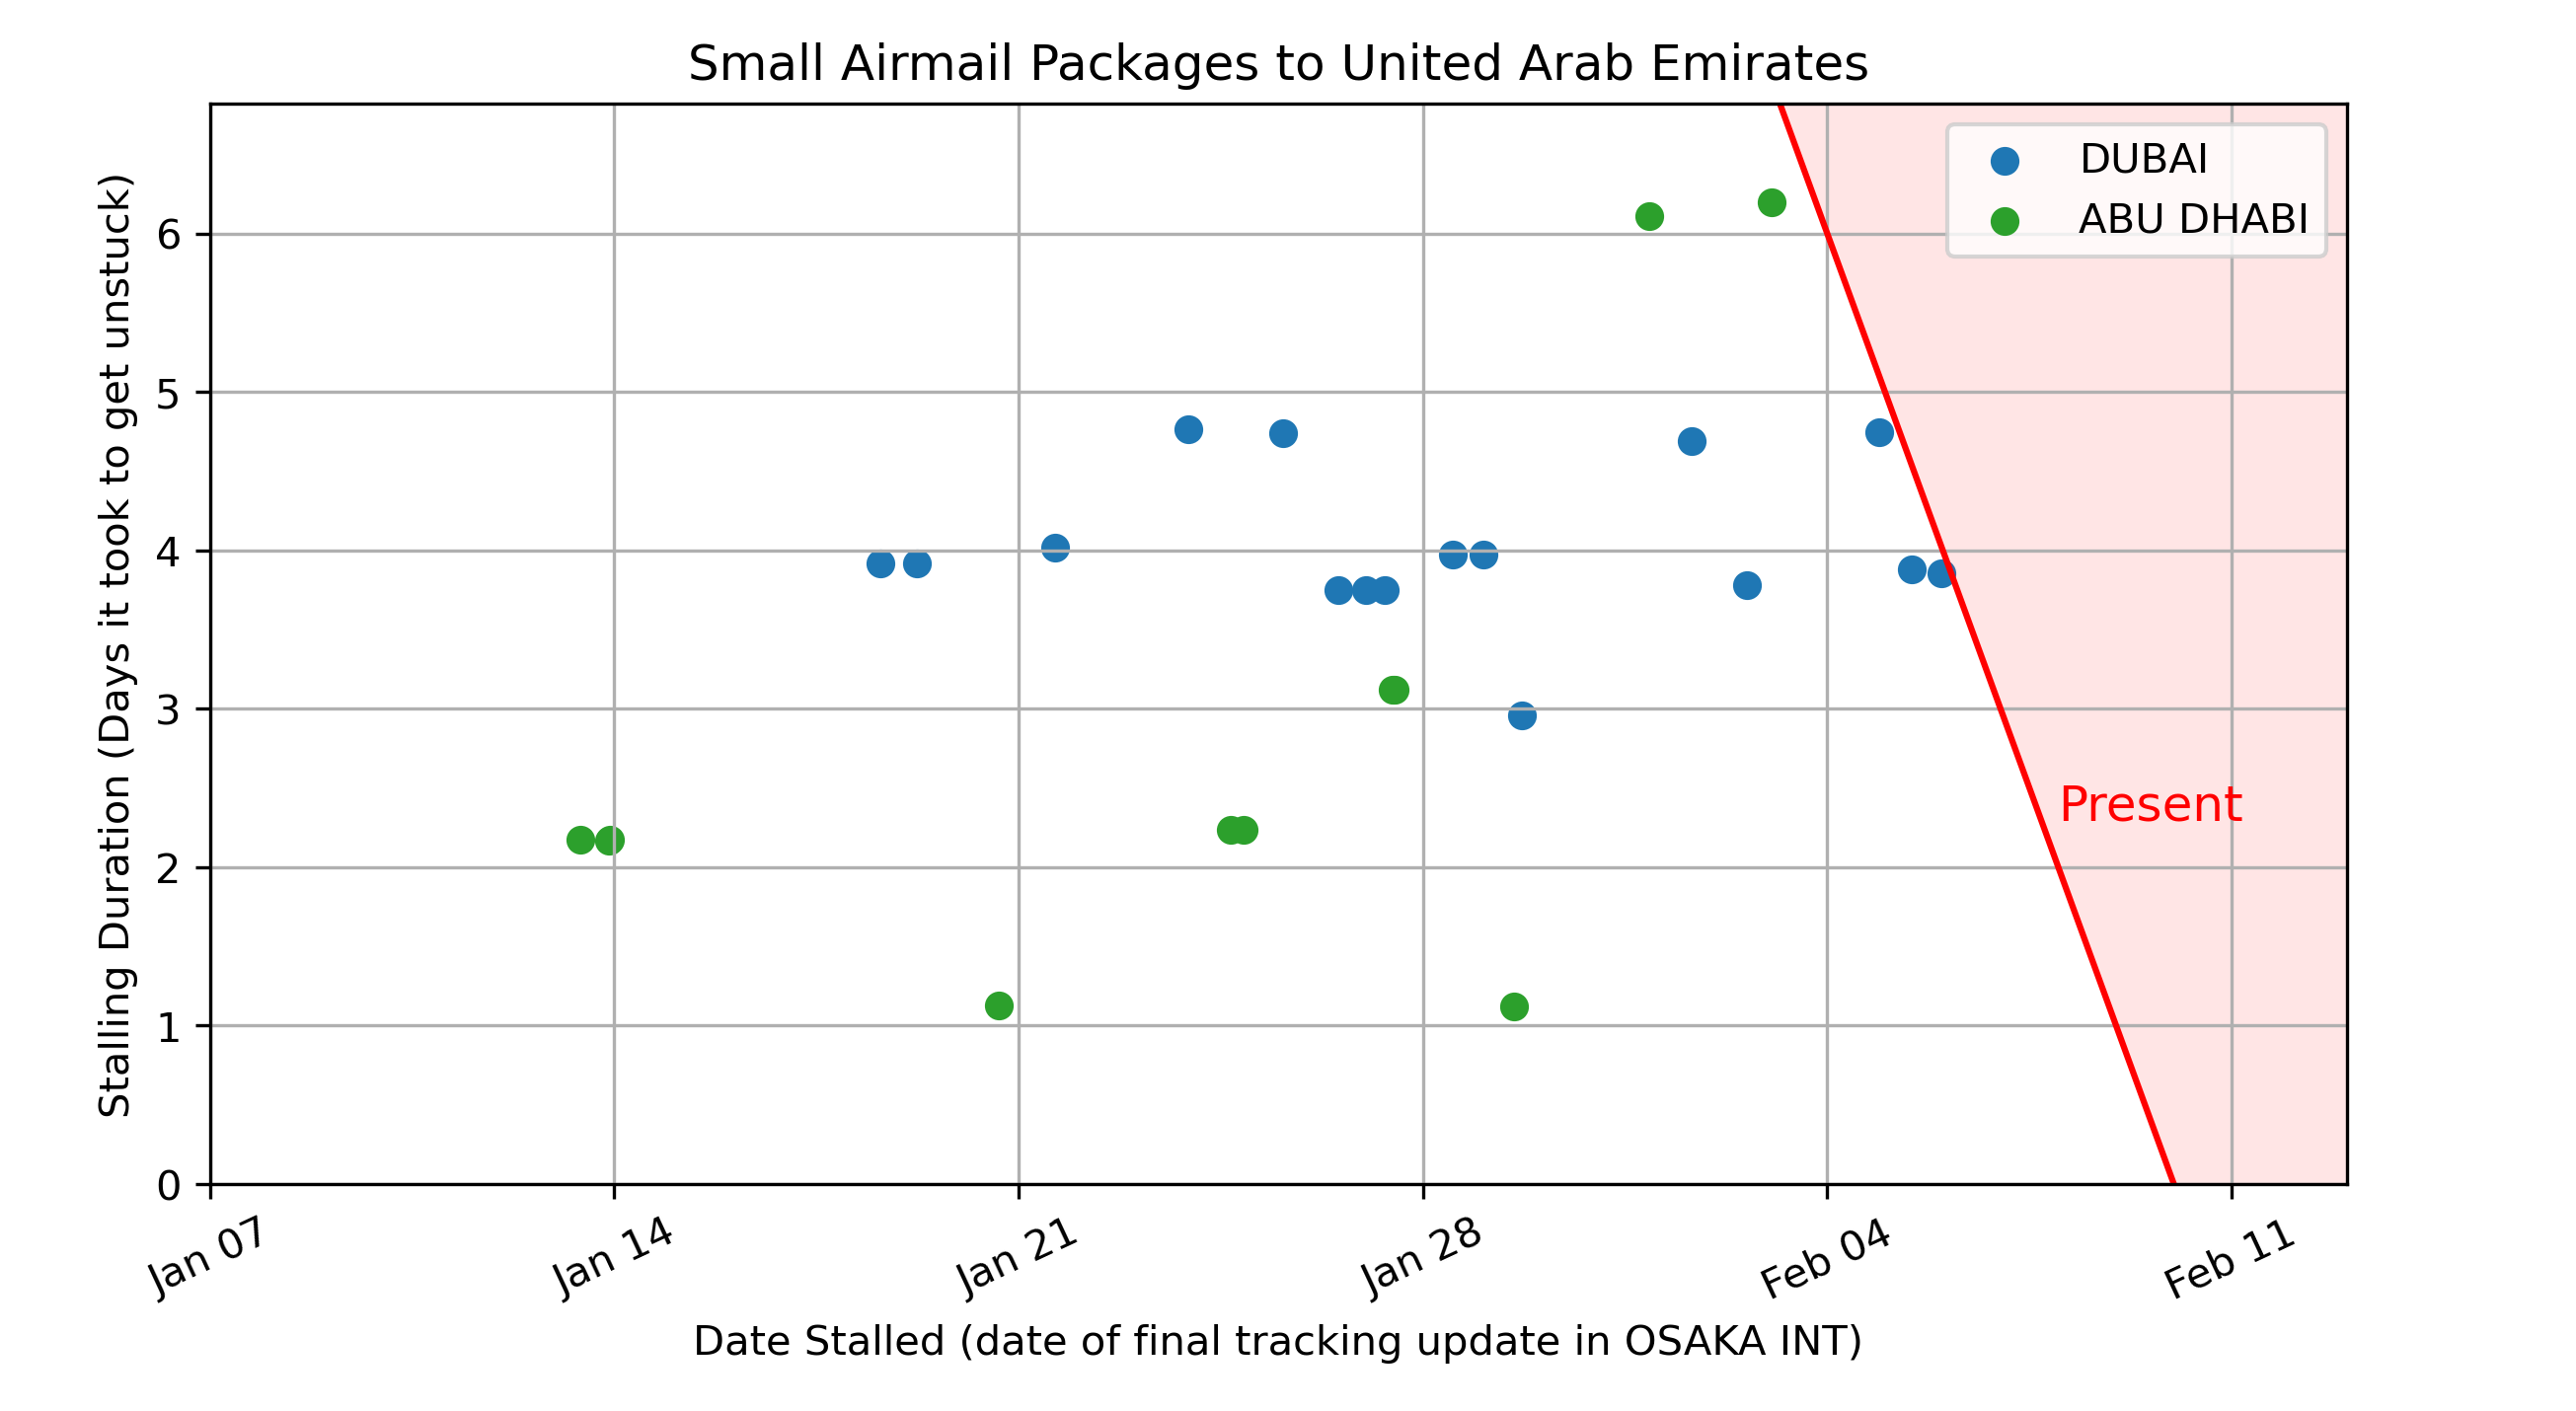 Small Airmail Packages to United Arab Emirates
DUBAI
ABU DHABI
Present
Stalling Duration (Days it took to get unstuck)
6
5
4
3
2
1
0
Jan 07
Jan 14
Jan 21
Jan 28
Feb 04
Feb 11
Date Stalled (date of final tracking update in OSAKA INT)